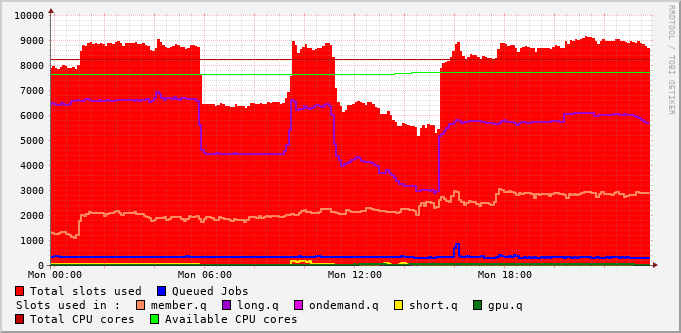 10000
9000
8000
7000
6000
5000
4000
3000
2000
1000
0
Mon 00:00 Mon 06:00 Mon 12:00 Mon 18:00
Total slots used Queued Jobs
Slots used in : member.q long.q ondemand.q short.q gpu.q
Total CPU cores Available CPU cores
RRDTOOL / TOBI OETIKER